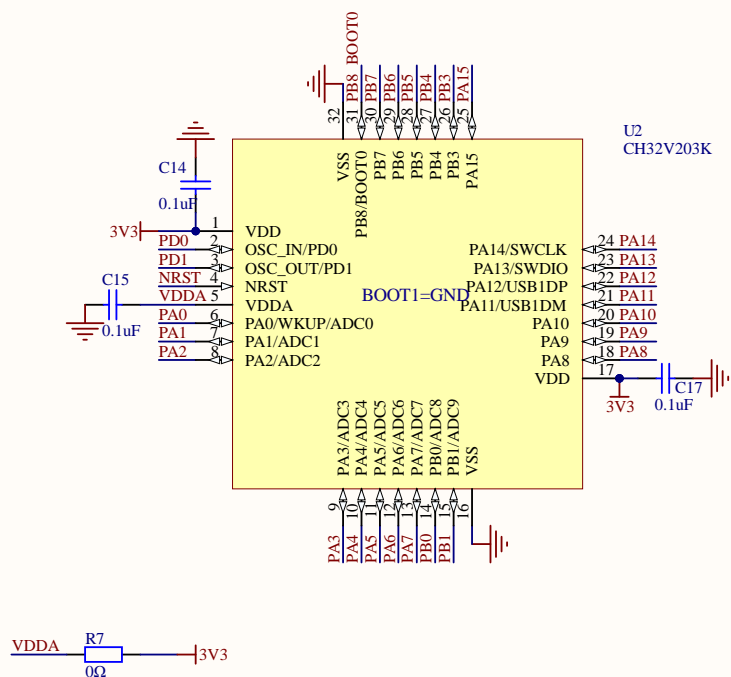 BOOT0
PB8
PB7
PB6
PB5
PB4
PB3
PA15
32
31
30
29
28
27
26
25
VSS
PB8/BOOT0
PB7
PB6
PB5
PB4
PB3
PA15
U2
CH32V203K
C14
0.1uF
3V3
1
VDD
PD0
2
OSC_IN/PD0
PD1
3
OSC_OUT/PD1
NRST
4
NRST
C15
0.1uF
VDDA
5
VDDA
PA0
6
PA0/WKUP/ADC0
PA1
7
PA1/ADC1
PA2
8
PA2/ADC2
BOOT1=GND
PA14/SWCLK
24
PA14
PA13/SWDIO
23
PA13
PA12/USB1DP
22
PA12
PA11/USB1DM
21
PA11
PA10
20
PA10
PA9
19
PA9
PA8
18
PA8
VDD
17
3V3
C17
0.1uF
PA3/ADC3
PA4/ADC4
PA5/ADC5
PA6/ADC6
PA7/ADC7
PB0/ADC8
PB1/ADC9
VSS
9
10
11
12
13
14
15
16
PA3
PA4
PA5
PA6
PA7
PB0
PB1
VDDA
R7
0Ω
3V3